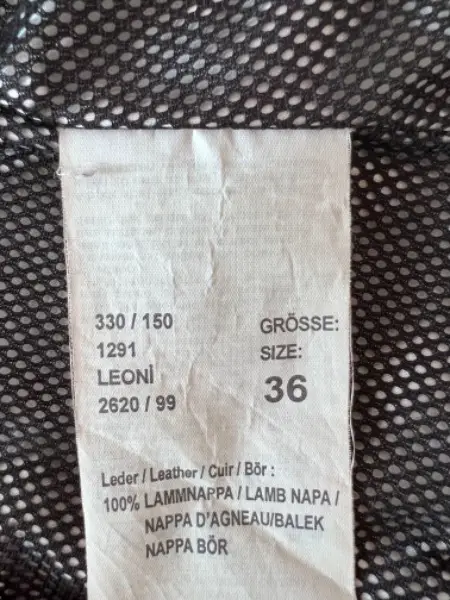 330 / 150
1291
LEONİ
2620 / 99
GRÖSSE:
SIZE:
36
Leder / Leather / Cuir / Bör :
100% LAMMNAPPA / LAMB NAPA /
NAPPA D'AGNEAU/BALEK
NAPPA BÖR